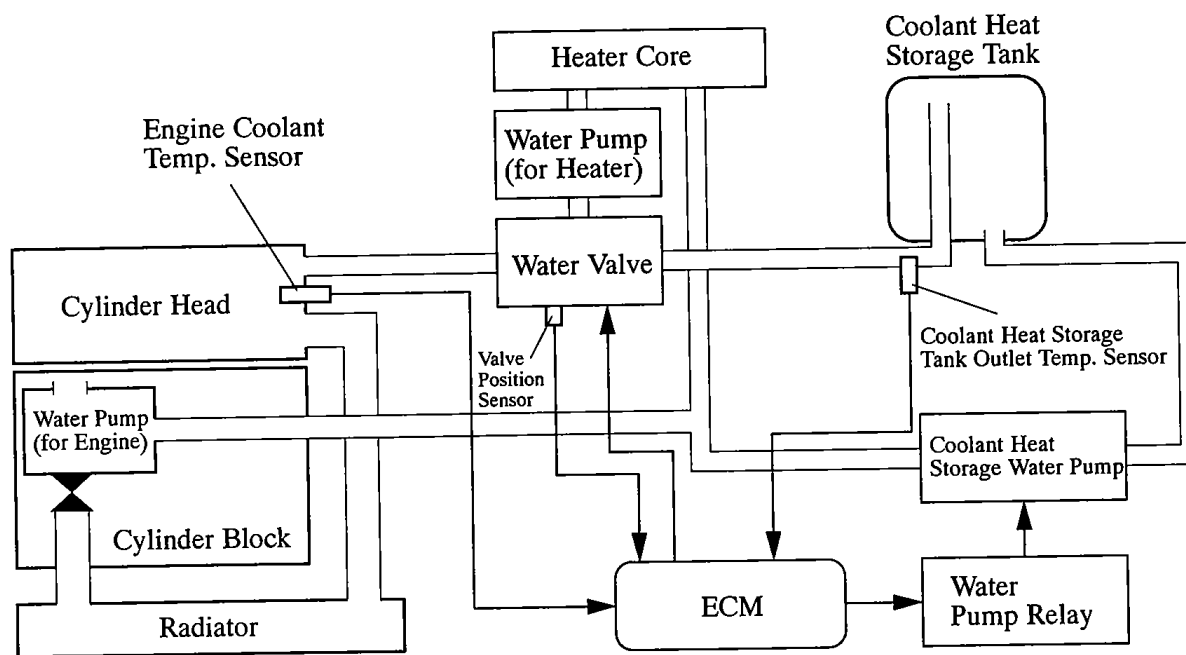 Coolant Heat
Storage Tank
Heater Core
Engine Coolant
Temp. Sensor
Water Pump
(for Heater)
Water Valve
Cylinder Head
Coolant Heat Storage
Tank Outlet Temp. Sensor
Valve
Position
Sensor
Water Pump
(for Engine)
Coolant Heat
Storage Water Pump
Cylinder Block
Water
Pump Relay
ECM
Radiator